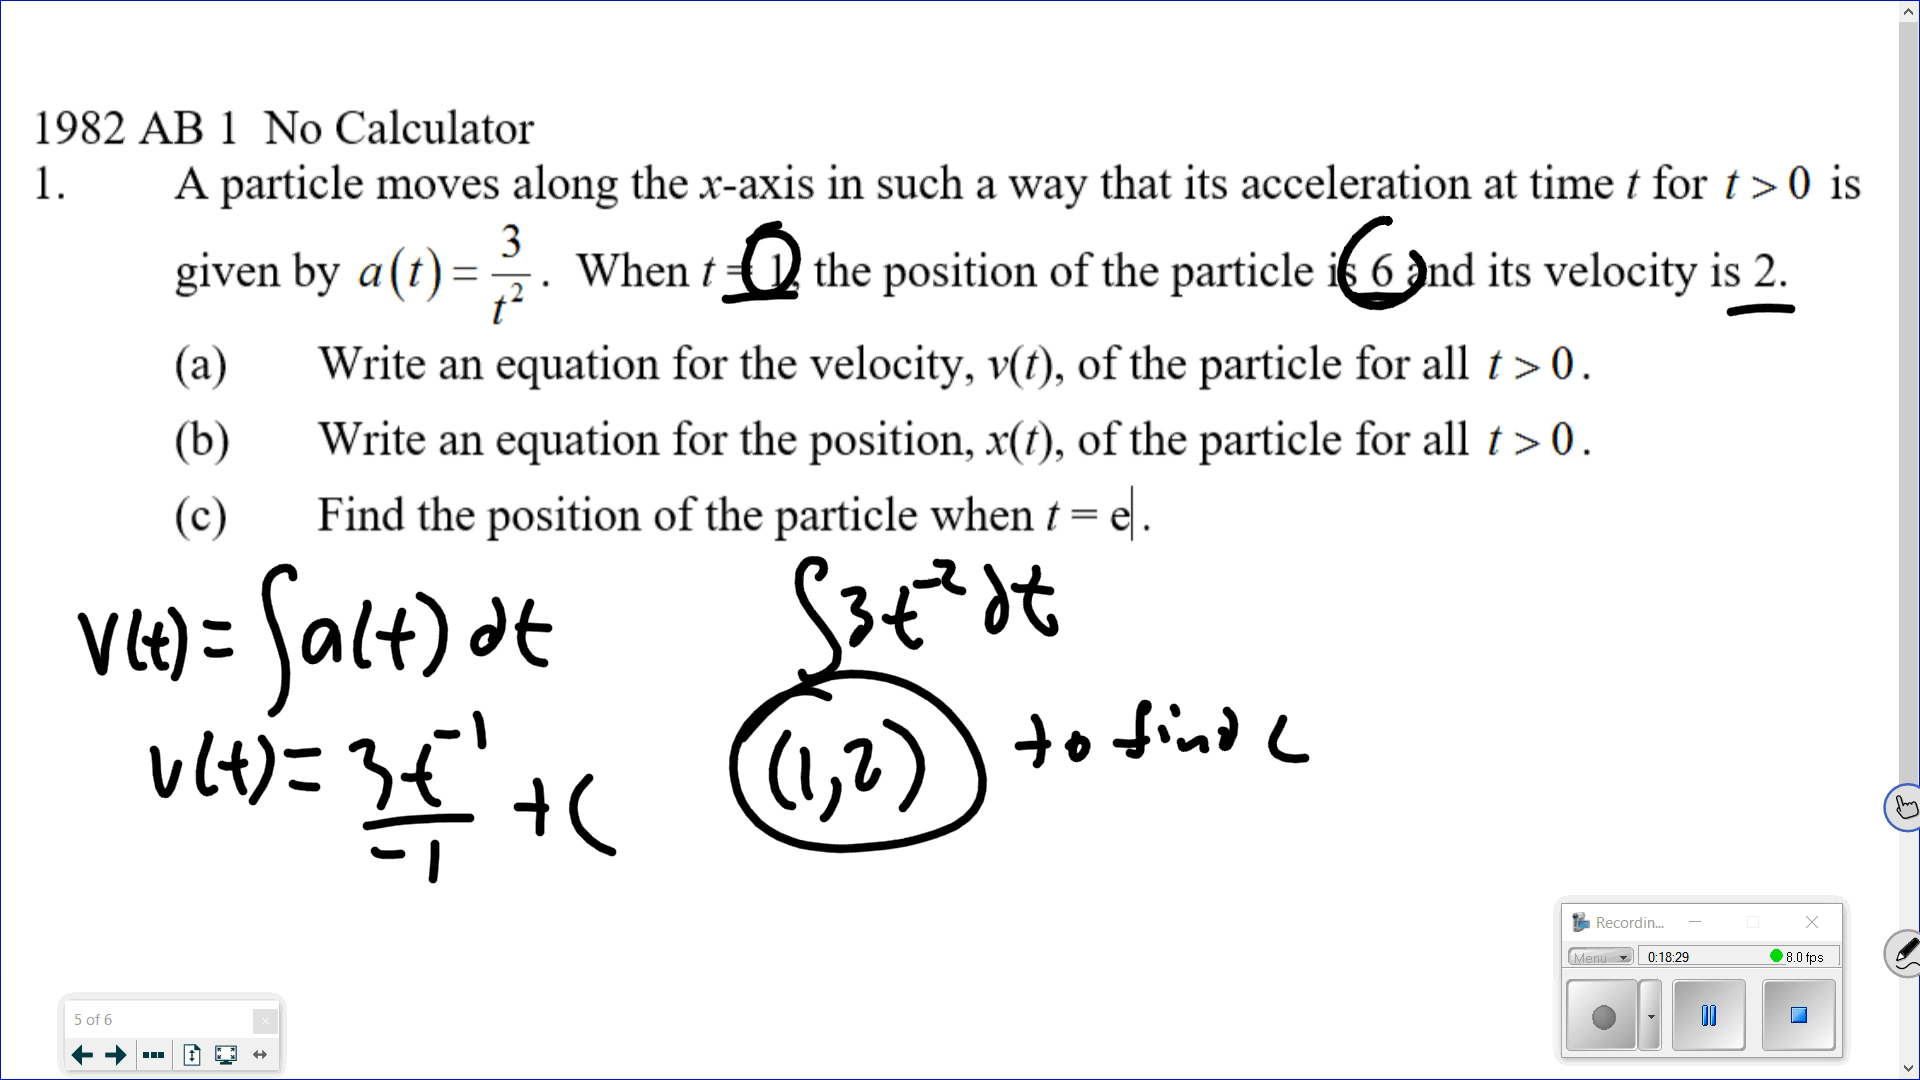 1982 AB 1 No Calculator
1. A particle moves along the x-axis in such a way that its acceleration at time t for t > 0 is
given by a(t) = 3/t². When t = 1, the position of the particle is 6 and its velocity is 2.
(a) Write an equation for the velocity, v(t), of the particle for all t > 0.
(b) Write an equation for the position, x(t), of the particle for all t > 0.
(c) Find the position of the particle when t = e.
v(t) = ∫a(t) dt
∫3t⁻² dt
v(t) = 3t⁻¹/-1 + C
(1,2) to find C
Recordin...
Menu 0:18:29 8.0 fps
5 of 6